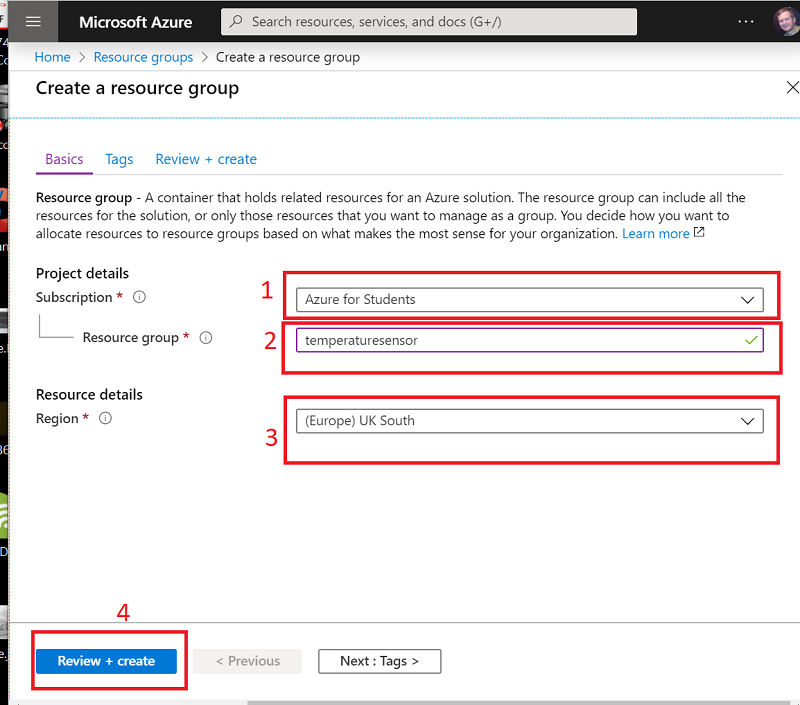 Microsoft Azure
Search resources, services, and docs (G+/)
...
Home > Resource groups > Create a resource group
Create a resource group
Basics Tags Review + create
Resource group - A container that holds related resources for an Azure solution. The resource group can include all the
resources for the solution, or only those resources that you want to manage as a group. You decide how you want to
allocate resources to resource groups based on what makes the most sense for your organization. Learn more
Project details
Subscription *
1
Azure for Students
Resource group *
2
temperaturesensor
Resource details
Region *
3
(Europe) UK South
4
Review + create
< Previous
Next : Tags >